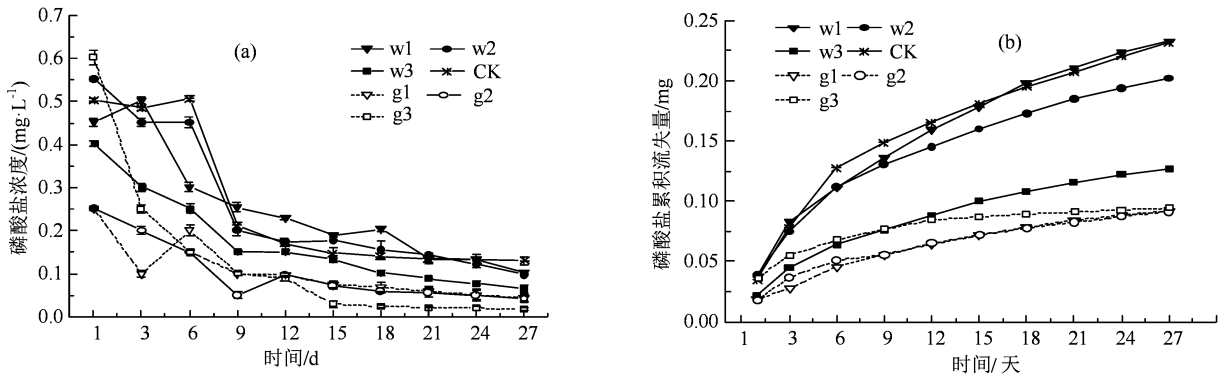 0.7
0.6
0.5
0.4
0.3
0.2
0.1
0.0
磷酸盐浓度/(mg·L⁻¹)
(a)
w1 w2
w3 CK
g1 g2
g3
1 3 6 9 12 15 18 21 24 27
时间/d
0.25
0.20
0.15
0.10
0.05
0.00
磷酸盐累积流失量/mg
(b)
w1 w2
w3 CK
g1 g2
g3
1 3 6 9 12 15 18 21 24 27
时间/ 天